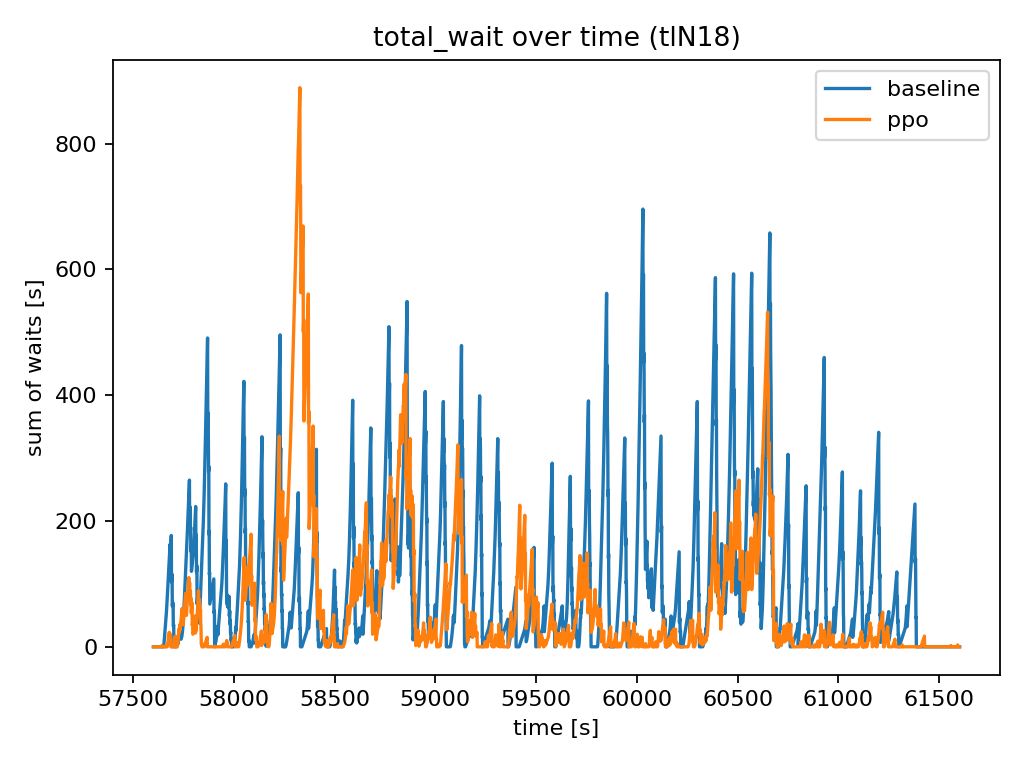 total_wait over time (tlN18)
baseline
ppo
800
600
400
200
0
sum of waits [s]
57500 58000 58500 59000 59500 60000 60500 61000 61500
time [s]